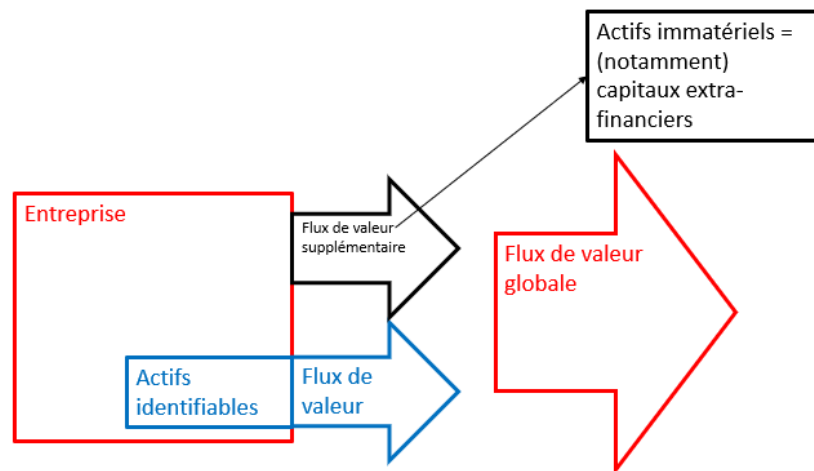 Actifs immatériels =
(notamment)
capitaux extra-
financiers
Entreprise
Flux de valeur
supplémentaire
Flux de valeur
globale
Actifs
identifiables
Flux de
valeur